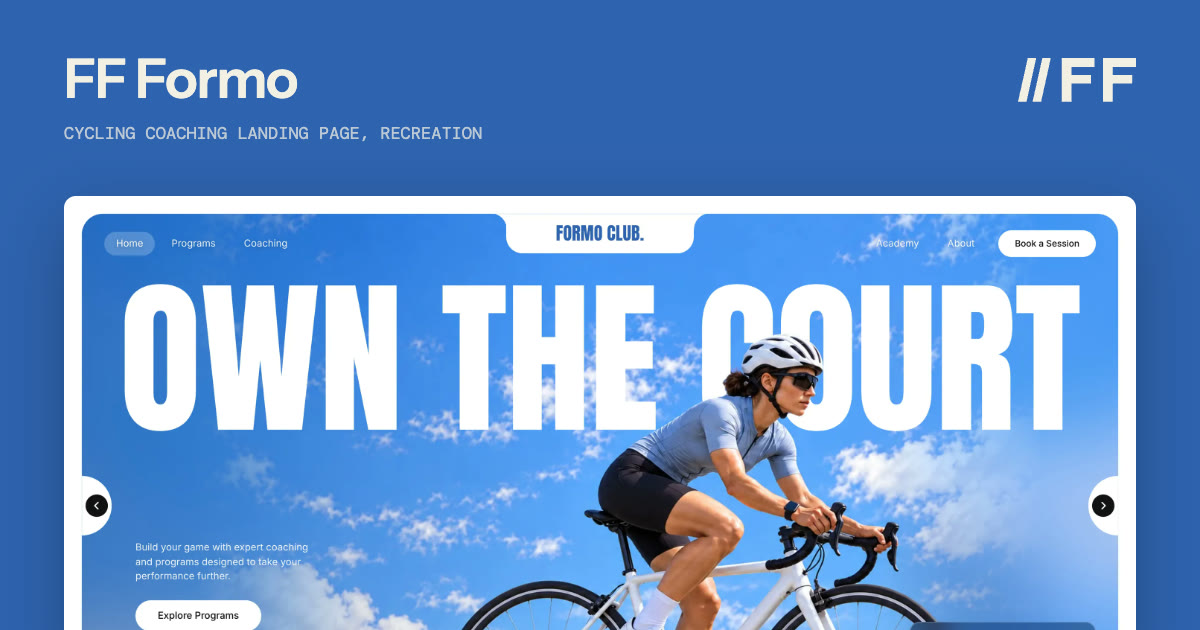 FF Formo
//FF
CYCLING COACHING LANDING PAGE, RECREATION
Home
Programs
Coaching
FORMO CLUB.
Academy
About
Book a Session
OWN THE COURT
Build your game with expert coaching
and programs designed to take your
performance further.
Explore Programs